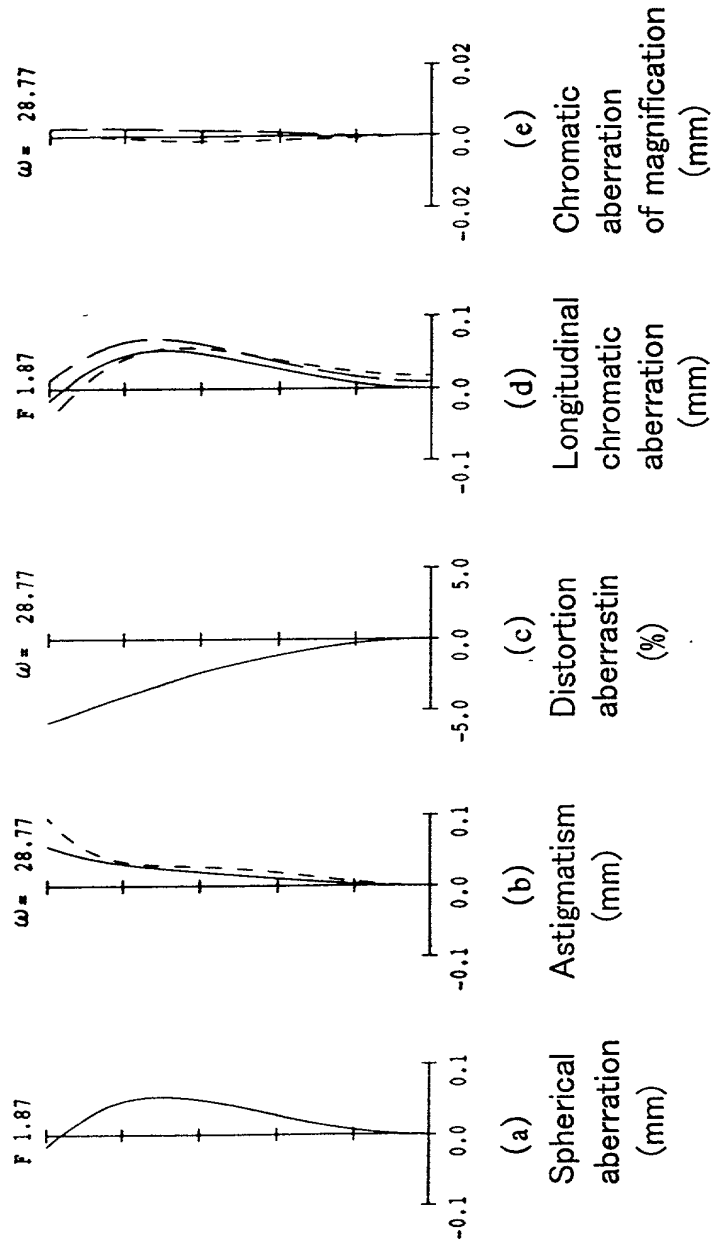 F 1.87
-0.1 0.0 0.1
(a)
Spherical
aberration
(mm)
ω= 28.77
-0.1 0.0 0.1
(b)
Astigmatism
(mm)
ω= 28.77
-5.0 0.0 5.0
(c)
Distortion
aberrastin
(%)
F 1.87
-0.1 0.0 0.1
(d)
Longitudinal
chromatic
aberration
(mm)
ω= 28.77
-0.02 0.0 0.02
(e)
Chromatic
aberration
of magnification
(mm)